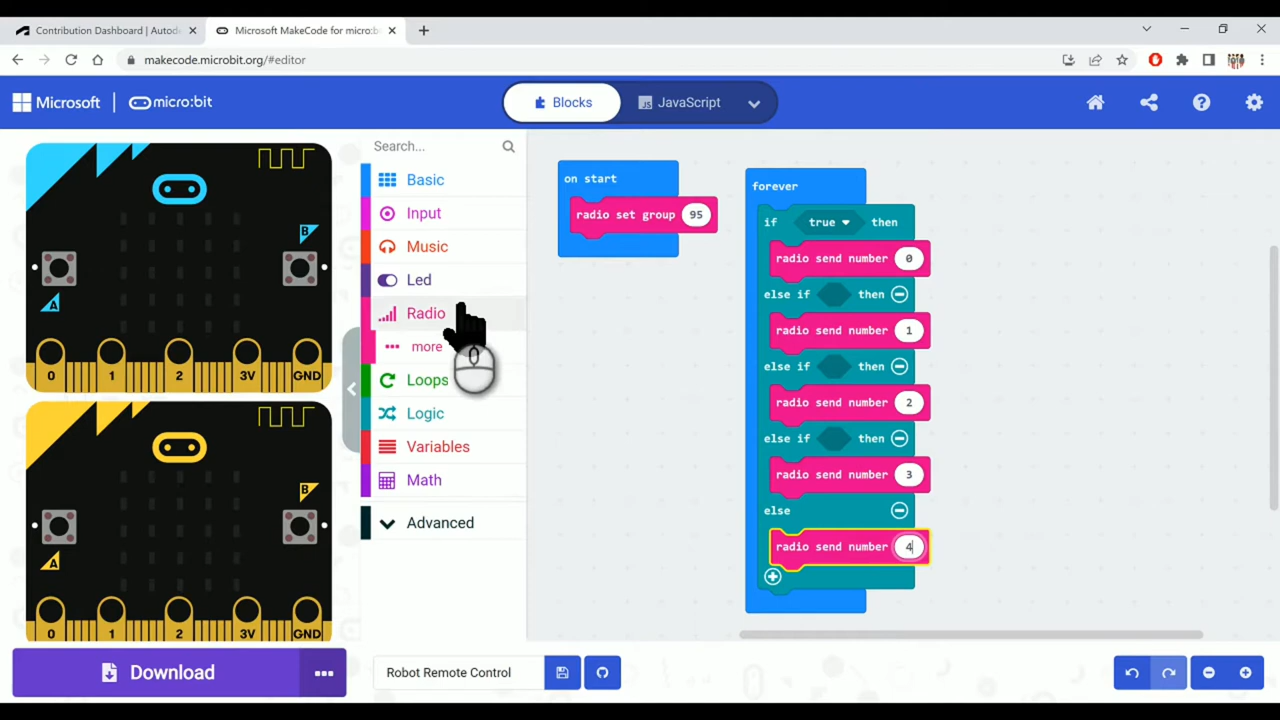 Contribution Dashboard | Autod
Microsoft MakeCode for micro:b
makecode.microbit.org/#editor
Microsoft
micro:bit
Blocks
JS JavaScript
B
A
0 1 2 3V GND
B
A
0 1 2 3V GND
Download
Search...
Basic
Input
Music
Led
Radio
more
Loops
Logic
Variables
Math
Advanced
on start
radio set group 95
forever
if true then
radio send number 0
else if then
radio send number 1
else if then
radio send number 2
else if then
radio send number 3
else
radio send number 4
Robot Remote Control